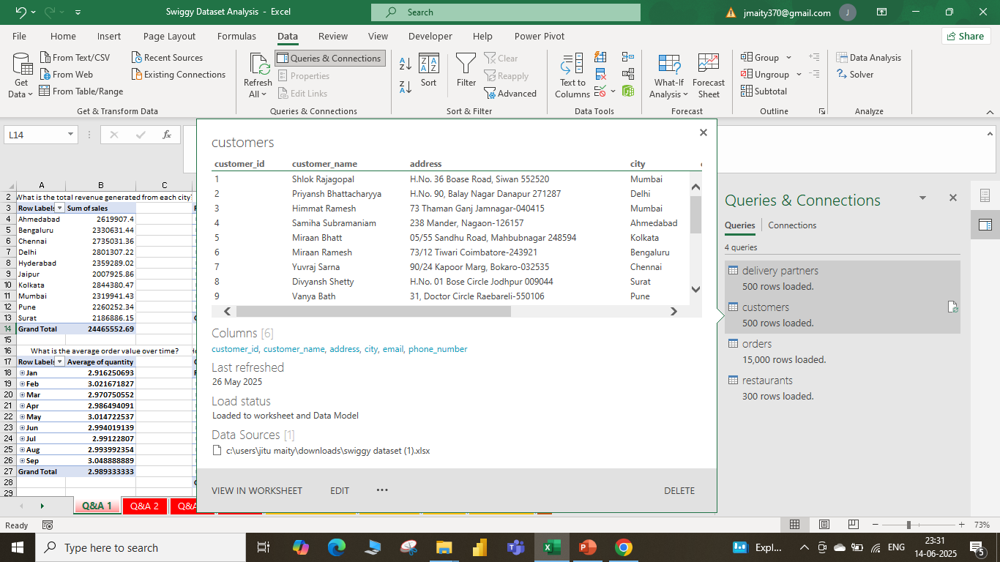 Swiggy Dataset Analysis - Excel
Search
jmaity370@gmail.com
J
File Home Insert Page Layout Formulas Data Review View Developer Help Power Pivot
Share
Get Data
From Text/CSV
From Web
From Table/Range
Recent Sources
Existing Connections
Get & Transform Data
Refresh All
Queries & Connections
Properties
Edit Links
Queries & Connections
Sort
Filter
Clear
Reapply
Advanced
Sort & Filter
Text to Columns
Data Tools
What-If Analysis
Forecast Sheet
Forecast
Group
Ungroup
Subtotal
Outline
Data Analysis
Solver
Analyze
L14
fx
A B C
2 What is the total revenue generated from each city
3 Row Labels Sum of sales
4 Ahmedabad 2619907.4
5 Bengaluru 2330631.44
6 Chennai 2735031.36
7 Delhi 2801307.22
8 Hyderabad 2359289.02
9 Jaipur 2007925.86
10 Kolkata 2844380.47
11 Mumbai 2319941.43
12 Pune 2260252.34
13 Surat 2186886.15
14 Grand Total 24465552.69
15
16 What is the average order value over time?
17 Row Labels Average of quantity
18 Jan 2.916250693
19 Feb 3.021671827
20 Mar 2.970750552
21 Apr 2.986494091
22 May 3.014722537
23 Jun 2.994019139
24 Jul 2.99122807
25 Aug 2.993992354
26 Sep 3.048888889
27 Grand Total 2.989333333
28
29
customers
customer_id customer_name address city
1 Shlok Rajagopal H.No. 36 Boase Road, Siwan 552520 Mumbai
2 Priyansh Bhattacharyya H.No. 90, Balay Nagar Danapur 271287 Delhi
3 Himmat Ramesh 73 Thaman Ganj Jamnagar-040415 Mumbai
4 Samiha Subramaniam 238 Mander, Nagaon-126157 Ahmedabad
5 Miraan Bhatt 05/55 Sandhu Road, Mahbubnagar 248594 Kolkata
6 Miraan Ramesh 73/12 Tiwari Coimbatore-243921 Bengaluru
7 Yuvraj Sarna 90/24 Kapoor Marg, Bokaro-032535 Chennai
8 Divyansh Shetty H.No. 01 Bose Circle Jodhpur 009044 Surat
9 Vanya Bath 31, Doctor Circle Raebareli-550106 Pune
Columns [6]
customer_id, customer_name, address, city, email, phone_number
Last refreshed
26 May 2025
Load status
Loaded to worksheet and Data Model
Data Sources [1]
c:\users\jitu maity\downloads\swiggy dataset (1).xlsx
VIEW IN WORKSHEET EDIT ... DELETE
Queries & Connections
Queries Connections
4 queries
delivery partners
500 rows loaded.
customers
500 rows loaded.
orders
15,000 rows loaded.
restaurants
300 rows loaded.
Q&A 1 Q&A 2 Q&A
Ready
73%
Type here to search
Expl...
ENG
23:31
14-06-2025
5